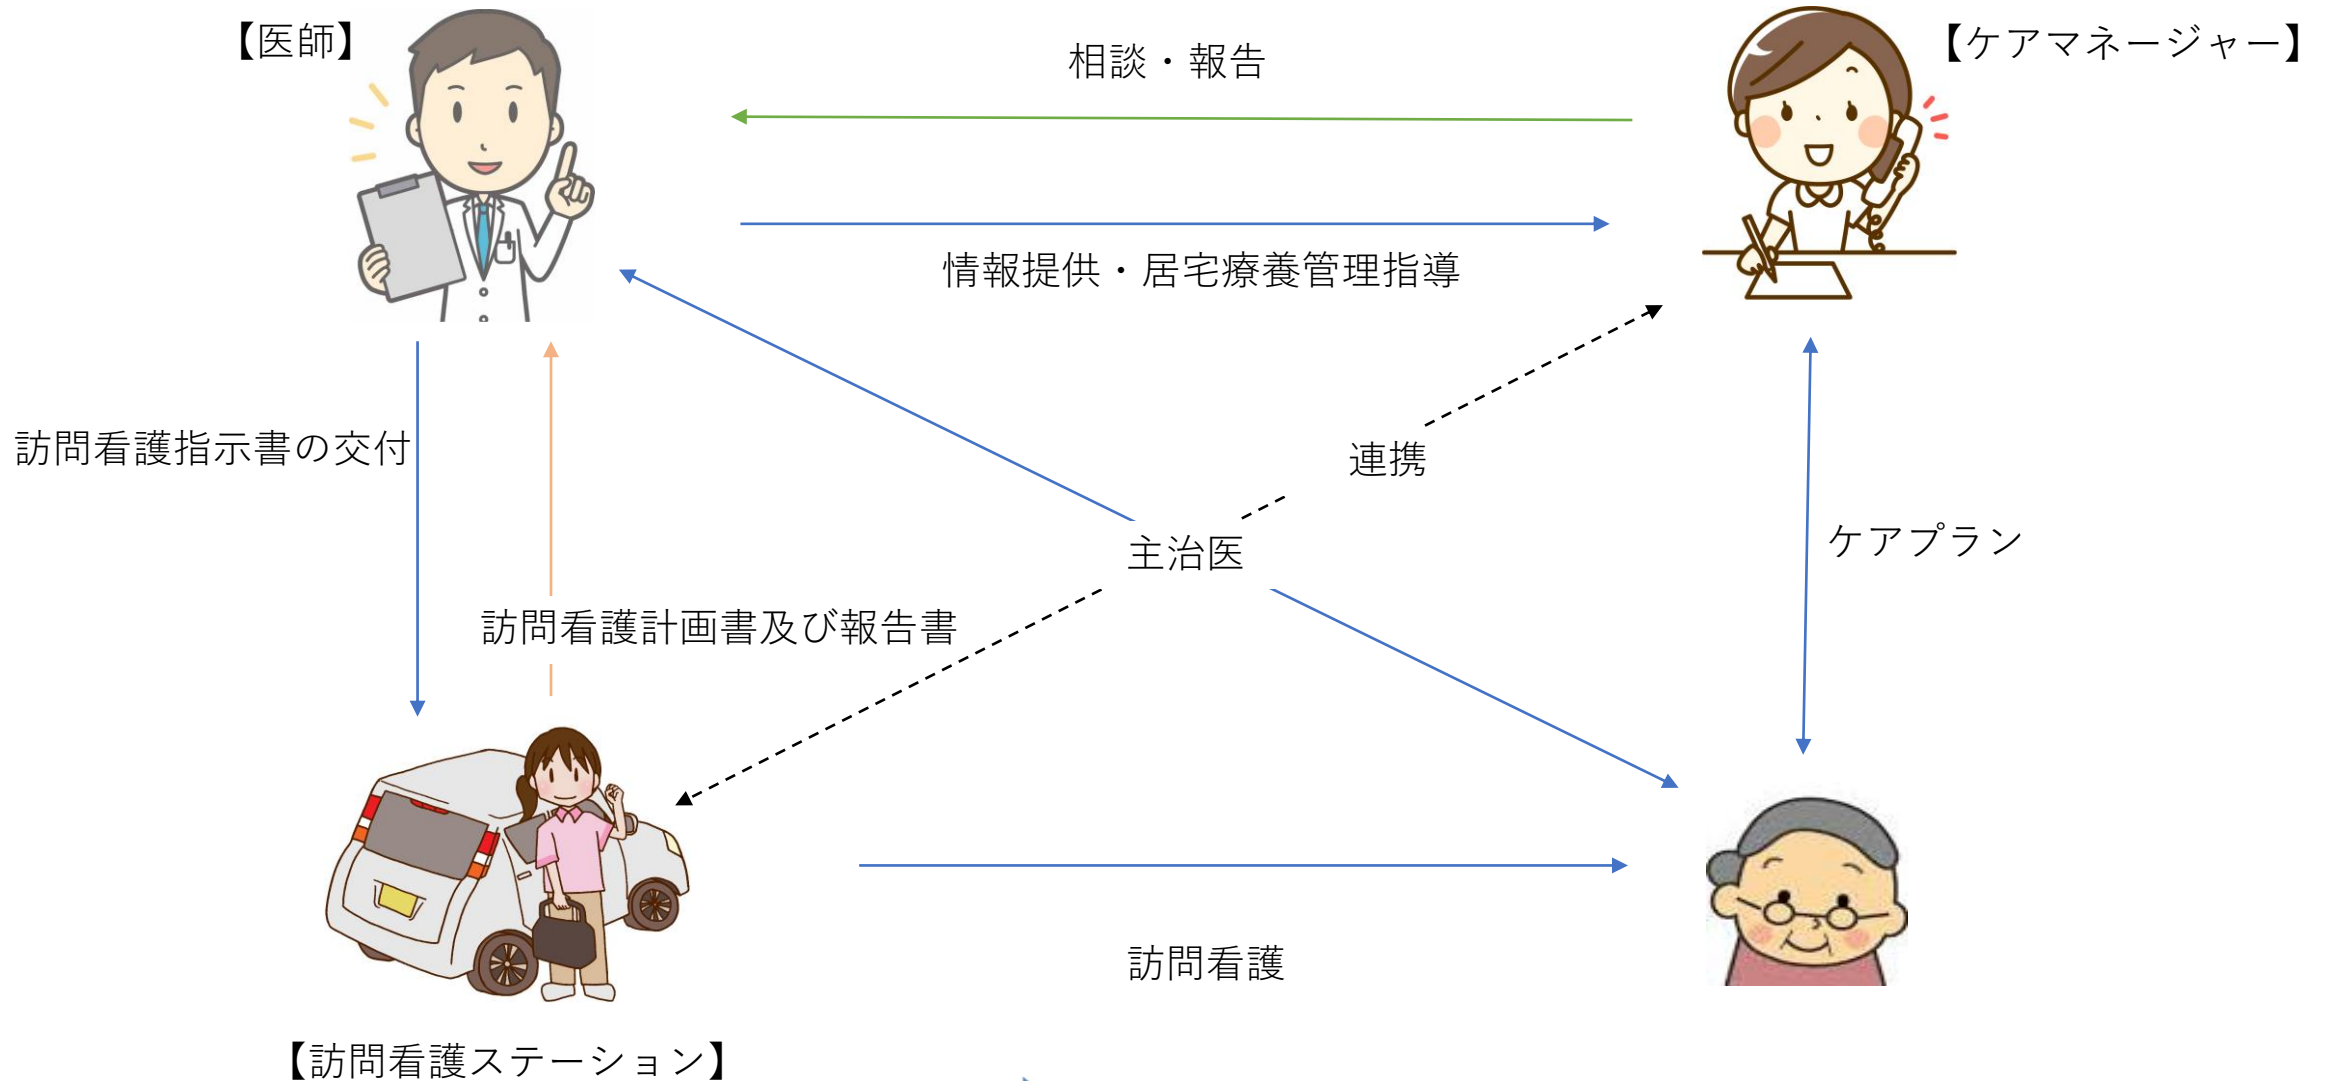 【医師】
【ケアマネージャー】
相談・報告
情報提供・居宅療養管理指導
訪問看護指示書の交付
連携
主治医
ケアプラン
訪問看護計画書及び報告書
訪問看護
【訪問看護ステーション】